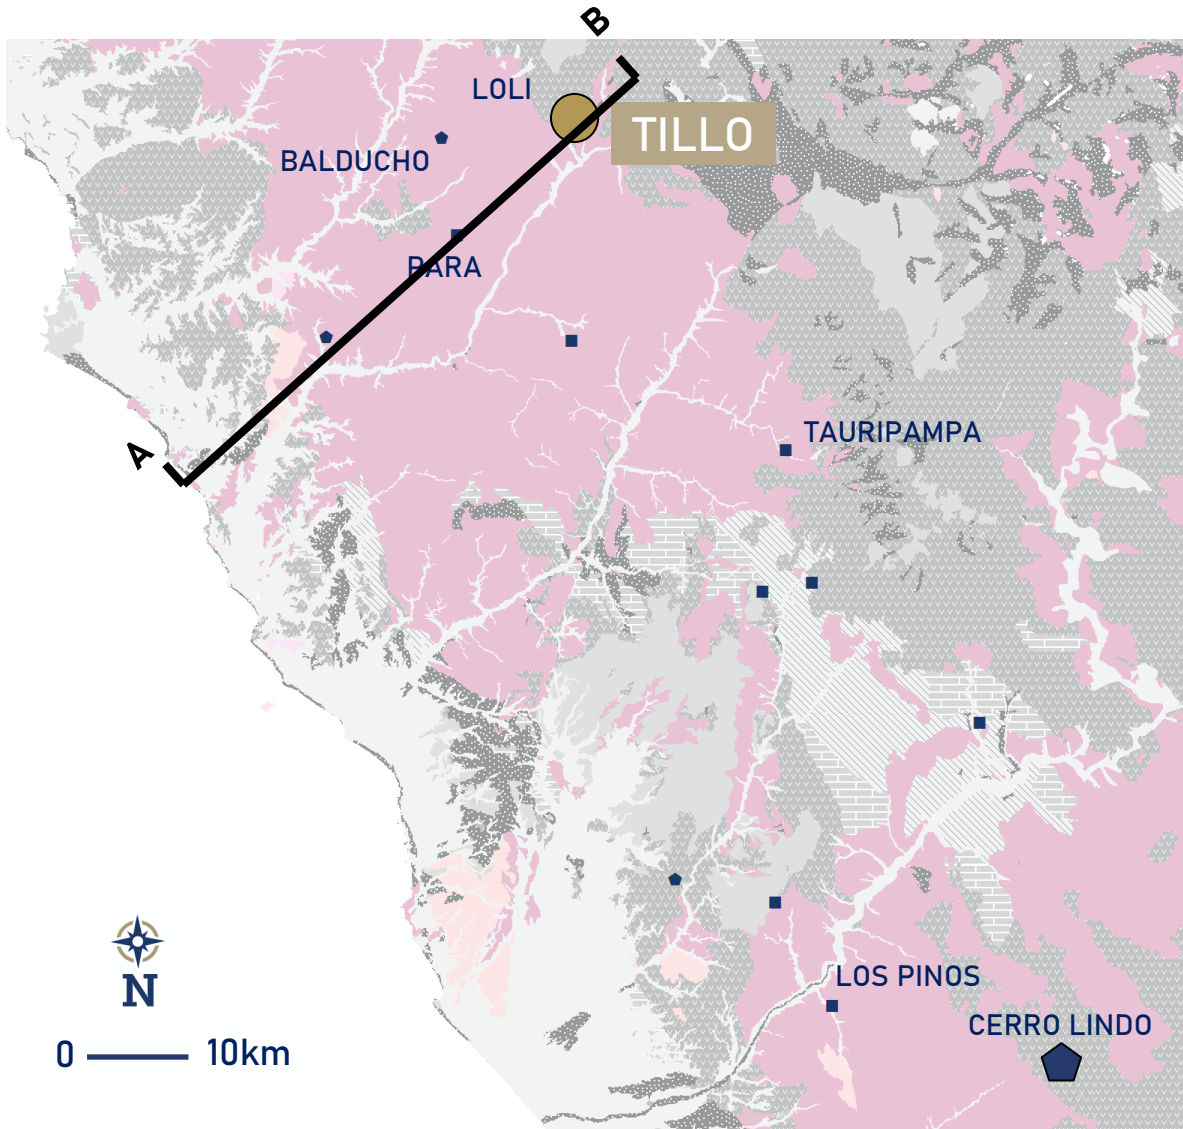 B
LOLI
TILLO
BALDUCHO
PARA
TAURIPAMPA
A
LOS PINOS
N
CERRO LINDO
0 10km